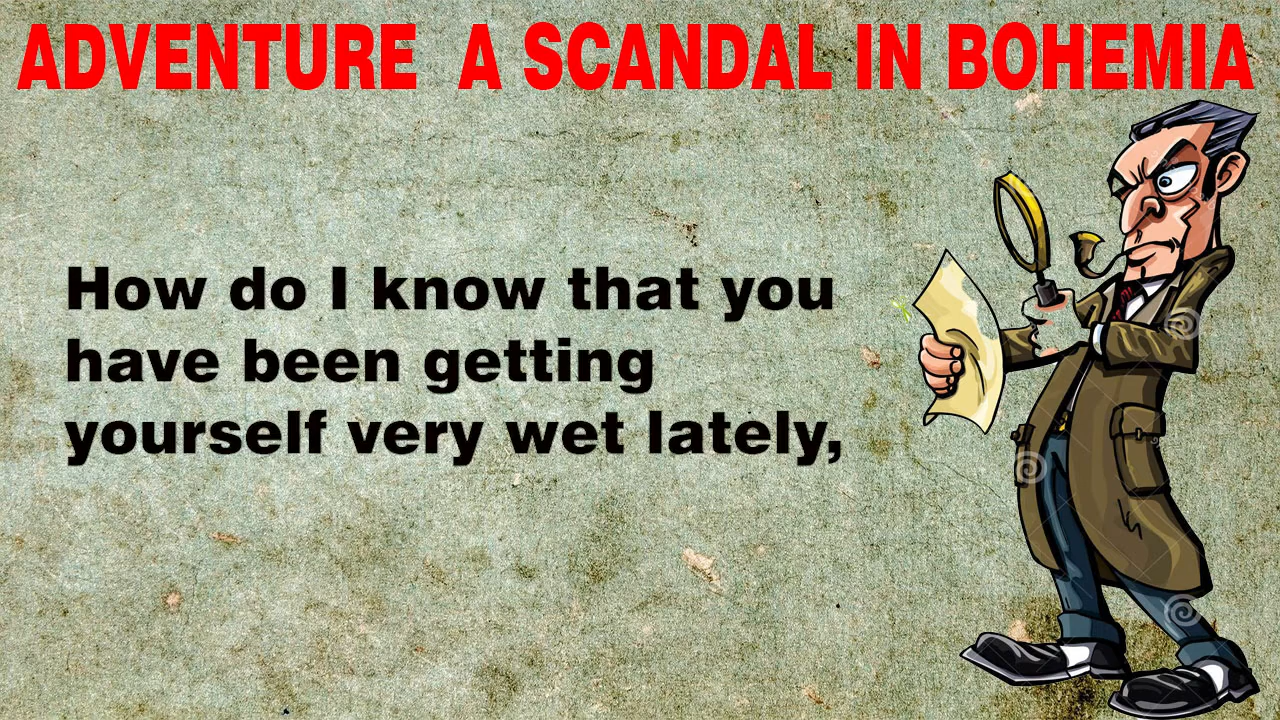 ADVENTURE A SCANDAL IN BOHEMIA
How do I know that you
have been getting
yourself very wet lately,